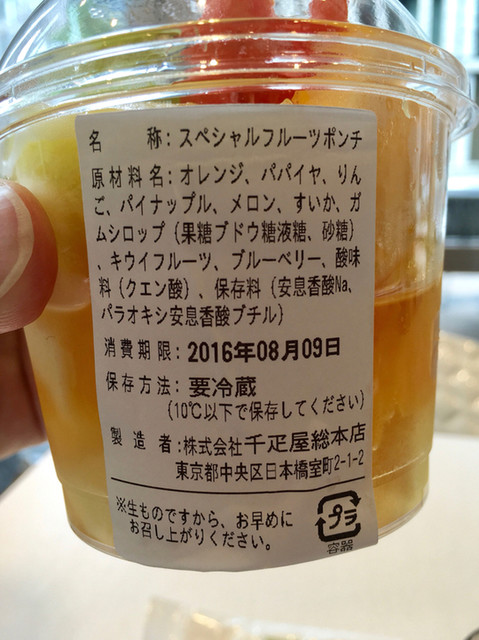 名　　称：スペシャルフルーツポンチ
原材料名：オレンジ、パパイヤ、りん
ご、パイナップル、メロン、すいか、ガ
ムシロップ（果糖ブドウ糖液糖、砂糖）
、キウイフルーツ、ブルーベリー、酸味
料（クエン酸）、保存料（安息香酸Na、
パラオキシ安息香酸ブチル）
消費期限：2016年08月09日
保存方法：要冷蔵
（10℃以下で保存してください）
製造者：株式会社千疋屋総本店
東京都中央区日本橋室町2-1-2
※生ものですから、お早めに
お召し上がりください。
プラ
容器